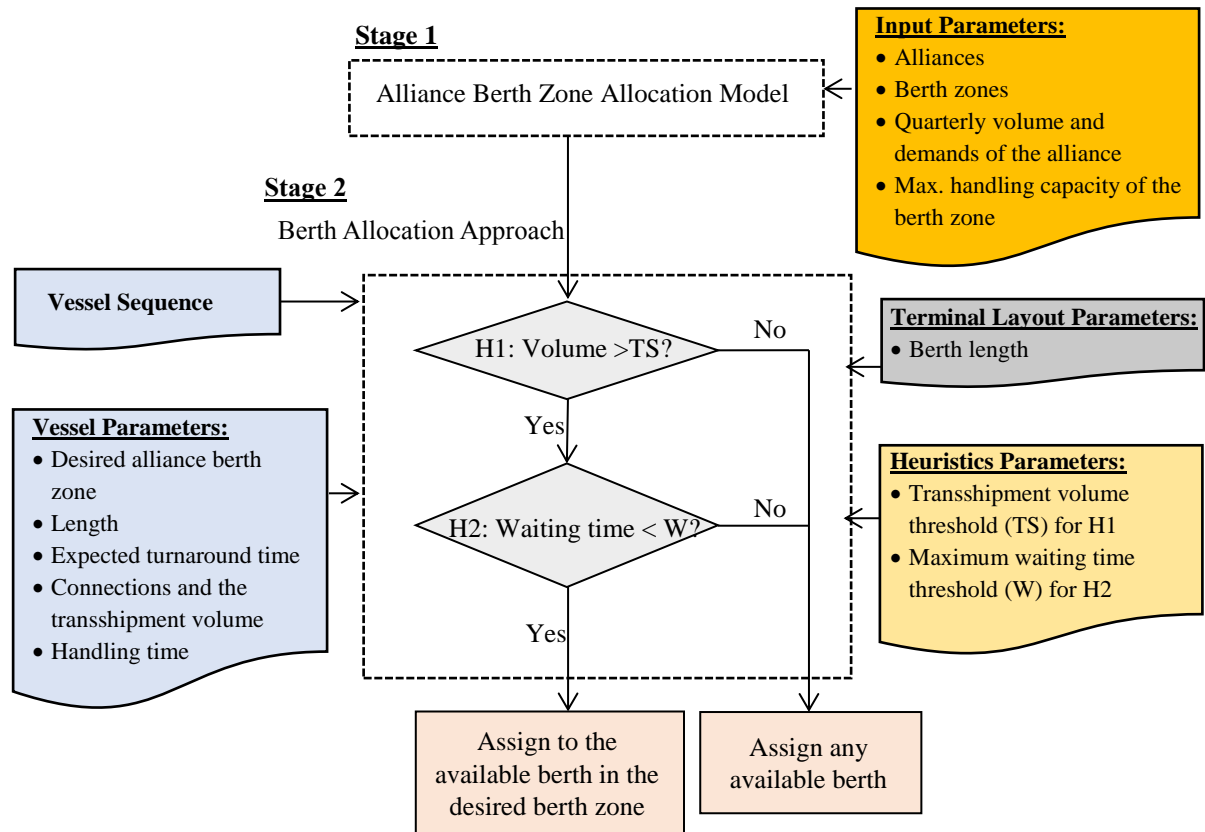 Stage 1
Alliance Berth Zone Allocation Model
Input Parameters:
• Alliances
• Berth zones
• Quarterly volume and
demands of the alliance
• Max. handling capacity of the
berth zone
Stage 2
Berth Allocation Approach
Vessel Sequence
H1: Volume >TS?
No
Yes
Terminal Layout Parameters:
• Berth length
Vessel Parameters:
• Desired alliance berth
zone
• Length
• Expected turnaround time
• Connections and the
transshipment volume
• Handling time
H2: Waiting time < W?
No
Yes
Heuristics Parameters:
• Transshipment volume
threshold (TS) for H1
• Maximum waiting time
threshold (W) for H2
Assign to the
available berth in the
desired berth zone
Assign any
available berth